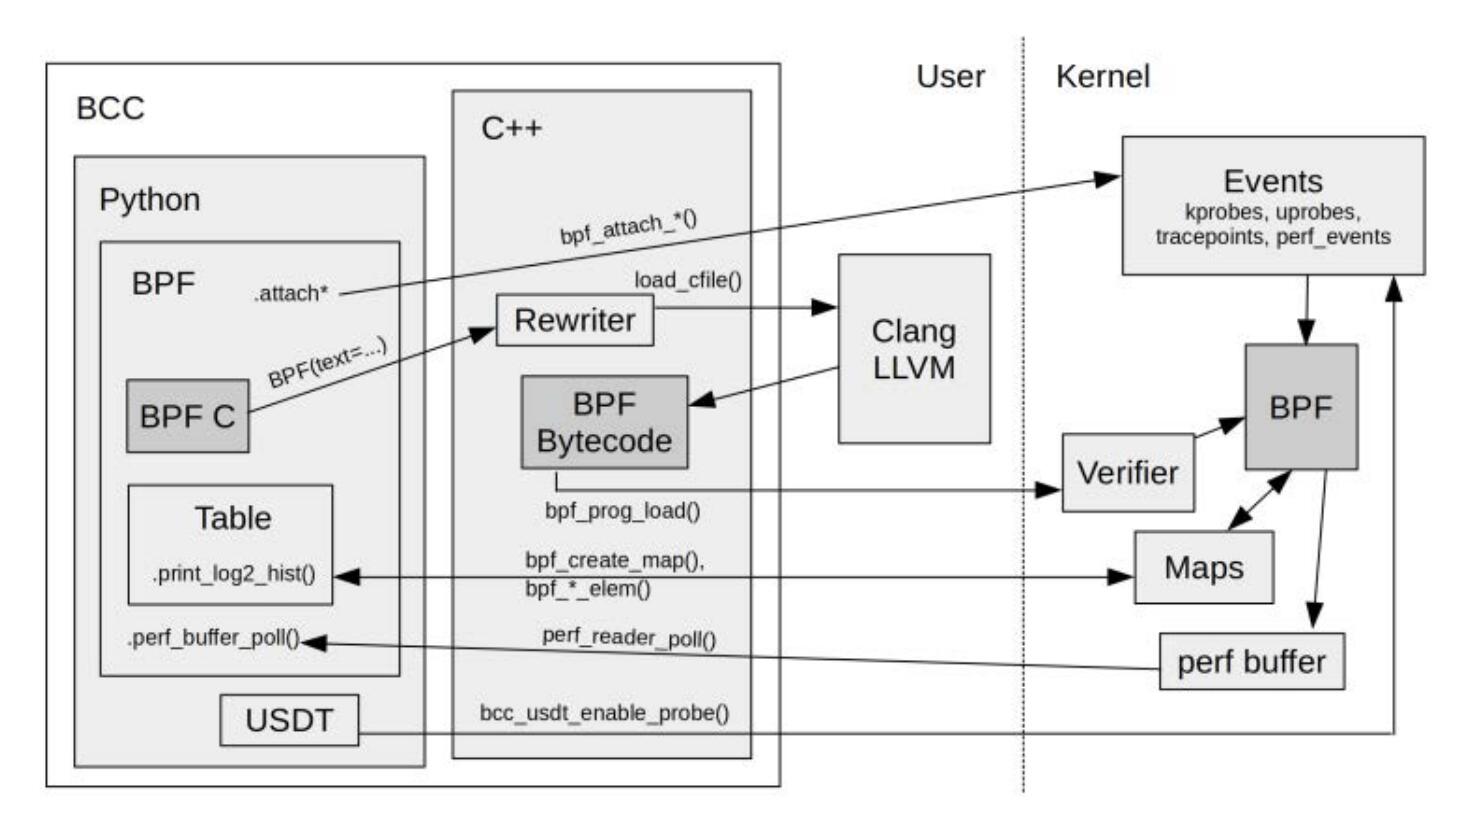 User
Kernel
BCC
C++
Python
Events
kprobes, uprobes,
tracepoints, perf_events
bpf_attach_*()
BPF
.attach*
load_cfile()
Rewriter
Clang
LLVM
BPF(text=...)
BPF C
BPF
Bytecode
BPF
Verifier
bpf_prog_load()
Table
.print_log2_hist()
bpf_create_map(),
bpf_*_elem()
Maps
.perf_buffer_poll()
perf_reader_poll()
perf buffer
USDT
bcc_usdt_enable_probe()